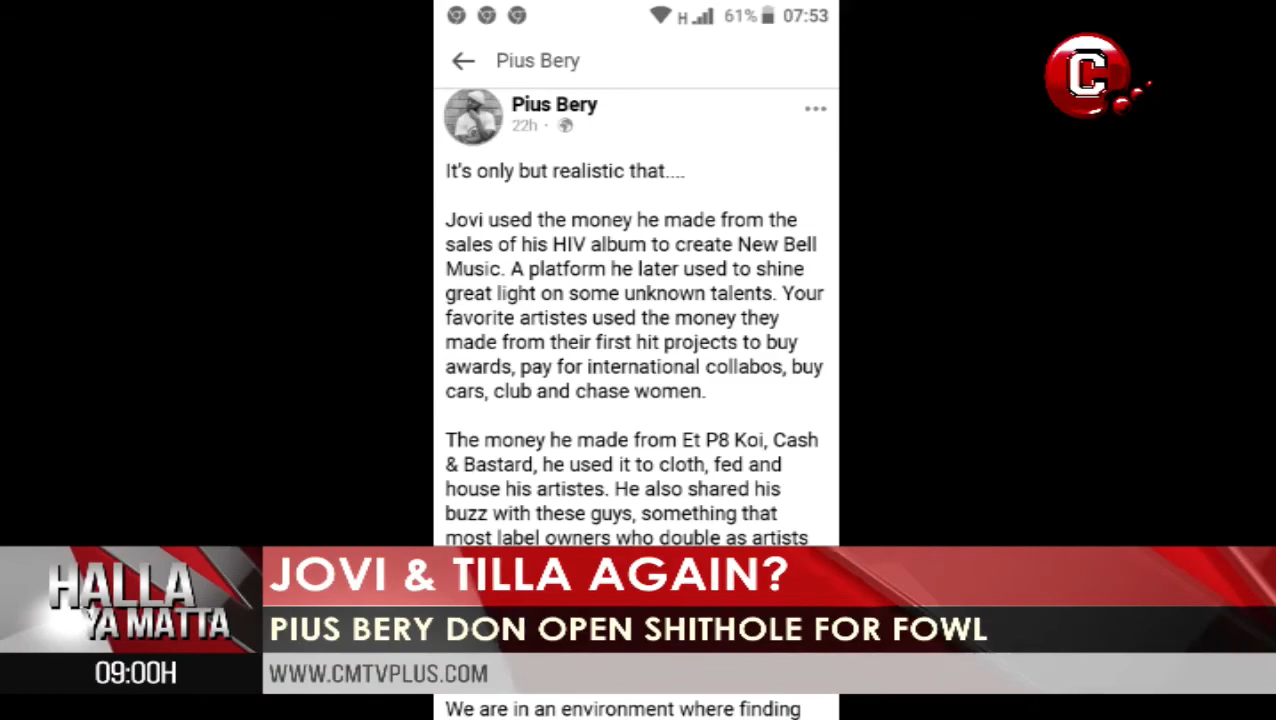 61% 07:53
H
Pius Bery
C
Pius Bery
22h ·
It's only but realistic that....
Jovi used the money he made from the
sales of his HIV album to create New Bell
Music. A platform he later used to shine
great light on some unknown talents. Your
favorite artistes used the money they
made from their first hit projects to buy
awards, pay for international collabos, buy
cars, club and chase women.
The money he made from Et P8 Koi, Cash
& Bastard, he used it to cloth, fed and
house his artistes. He also shared his
buzz with these guys, something that
most label owners who double as artists
HALLA
YA MATTA
JOVI & TILLA AGAIN?
PIUS BERY DON OPEN SHITHOLE FOR FOWL
09:00H
WWW.CMTVPLUS.COM
We are in an environment where finding